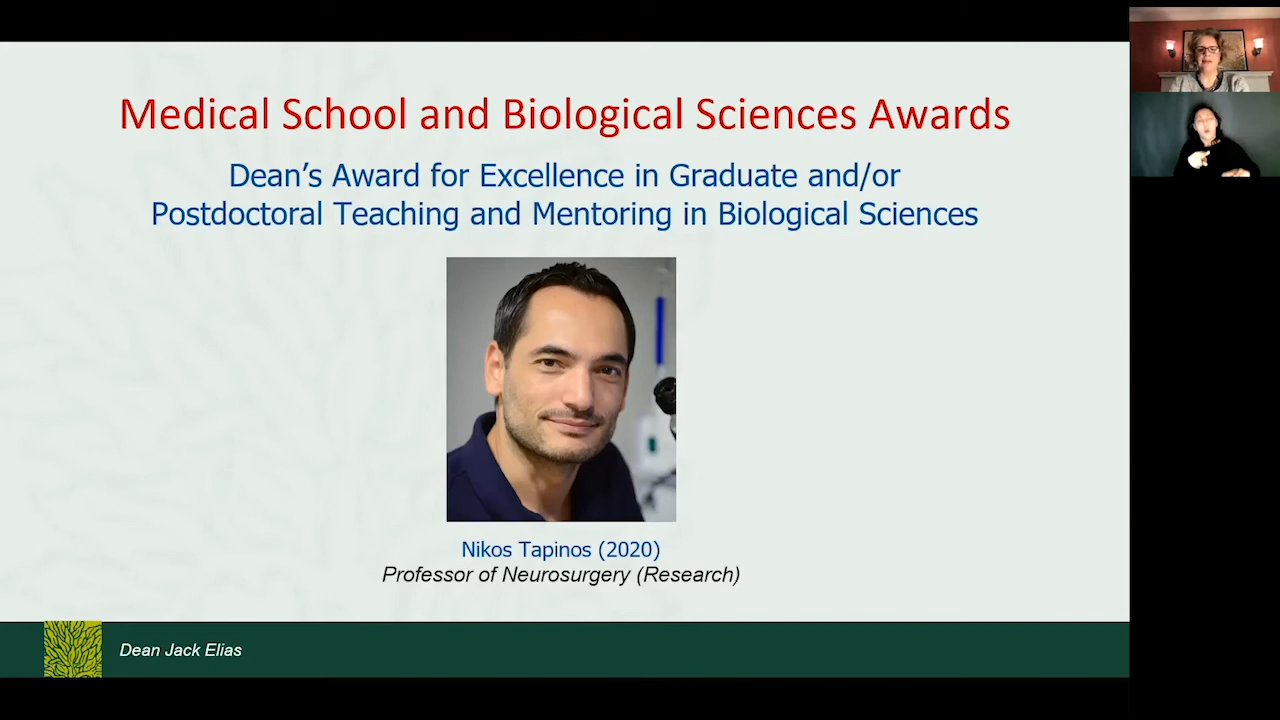 Medical School and Biological Sciences Awards
Dean’s Award for Excellence in Graduate and/or
Postdoctoral Teaching and Mentoring in Biological Sciences
Nikos Tapinos (2020)
Professor of Neurosurgery (Research)
Dean Jack Elias